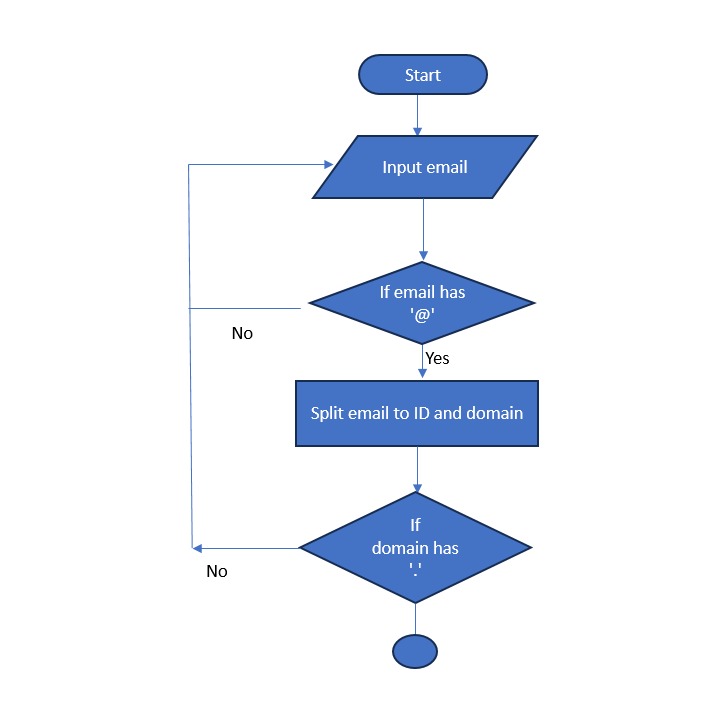 Start
Input email
If email has
'@'
No
Yes
Split email to ID and domain
If
domain has
'.'
No